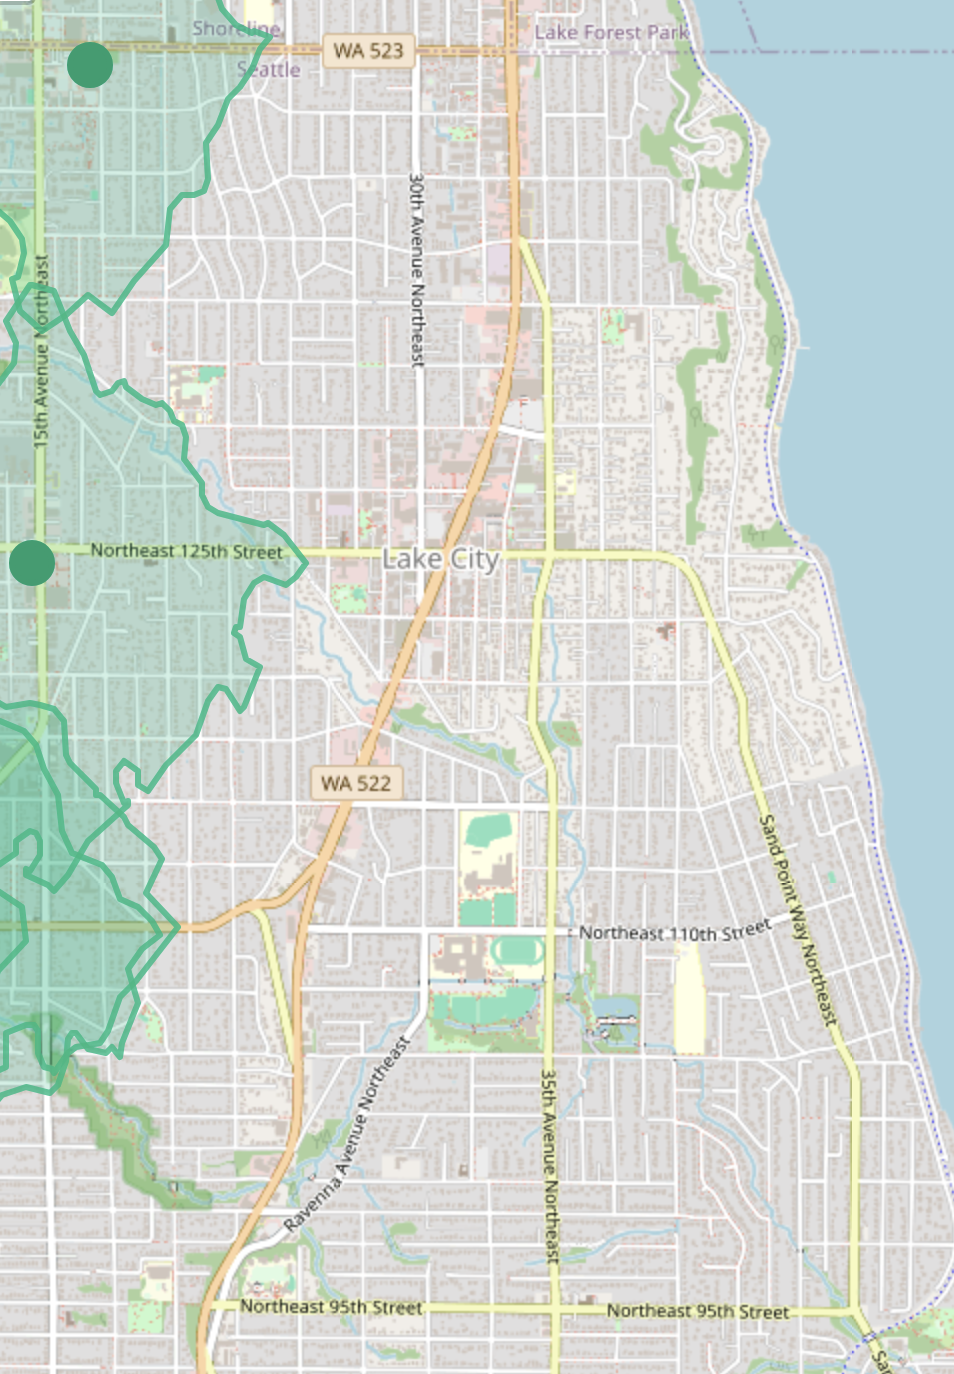 Shoreline
Lake Forest Park
WA 523
Seattle
30th Avenue Northeast
15th Avenue Northeast
Northeast 125th Street
Lake City
WA 522
Sand Point Way Northeast
Northeast 110th Street
Ravenna Avenue Northeast
35th Avenue Northeast
Northeast 95th Street
Northeast 95th Street